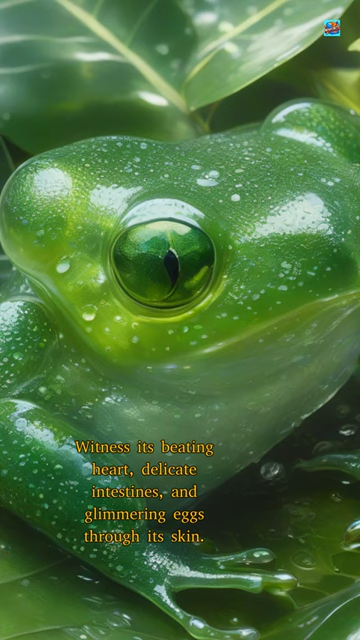 Witness its beating
heart, delicate
intestines, and
glimmering eggs
through its skin.